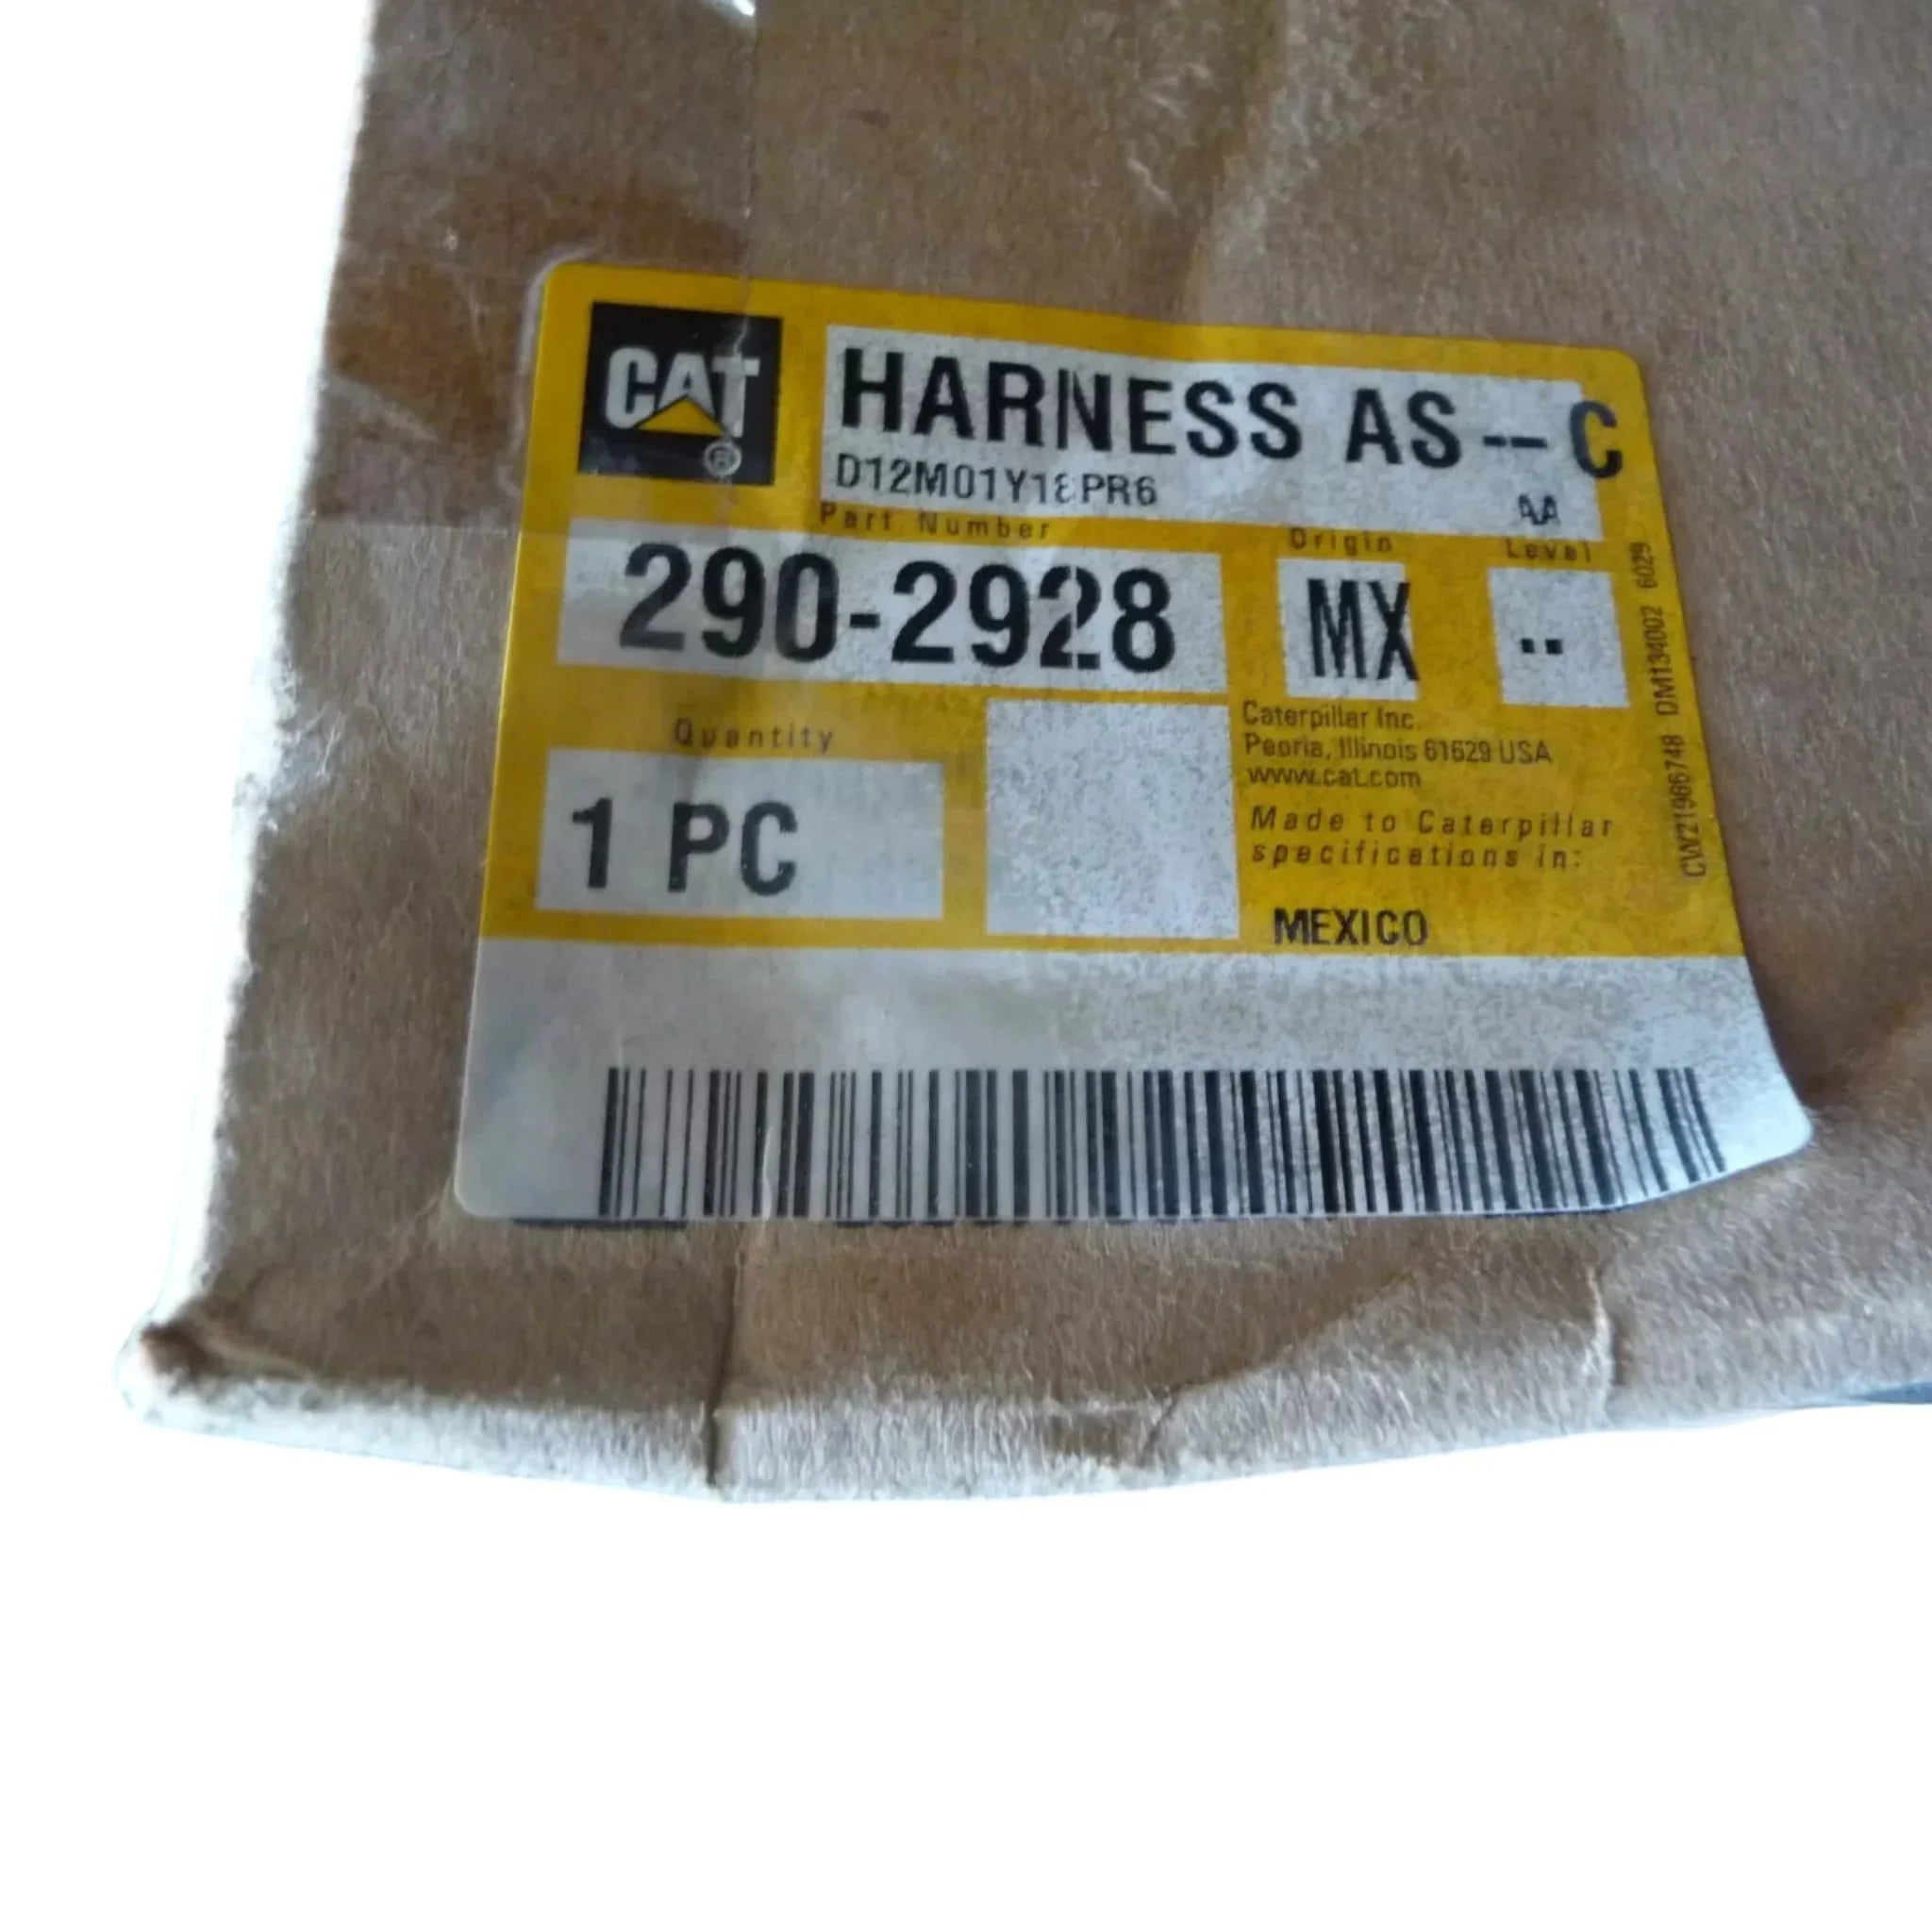 CAT
®
HARNESS AS-- C
D12M01Y18PR6
AA
Part Number
Origin
Level
290-2928
MX
--
Quantity
1 PC
Caterpillar Inc.
Peoria, Illinois 61629 USA
www.cat.com
Made to Caterpillar
specifications in:
MEXICO
CW21966748 DM134002 6029